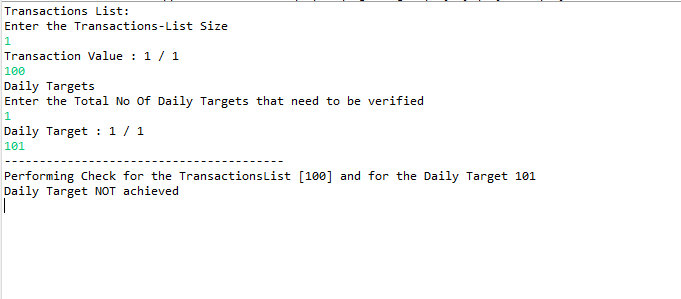 Transactions List:
Enter the Transactions-List Size
1
Transaction Value : 1 / 1
100
Daily Targets
Enter the Total No Of Daily Targets that need to be verified
1
Daily Target : 1 / 1
101
----------------------------------------
Performing Check for the TransactionsList [100] and for the Daily Target 101
Daily Target NOT achieved